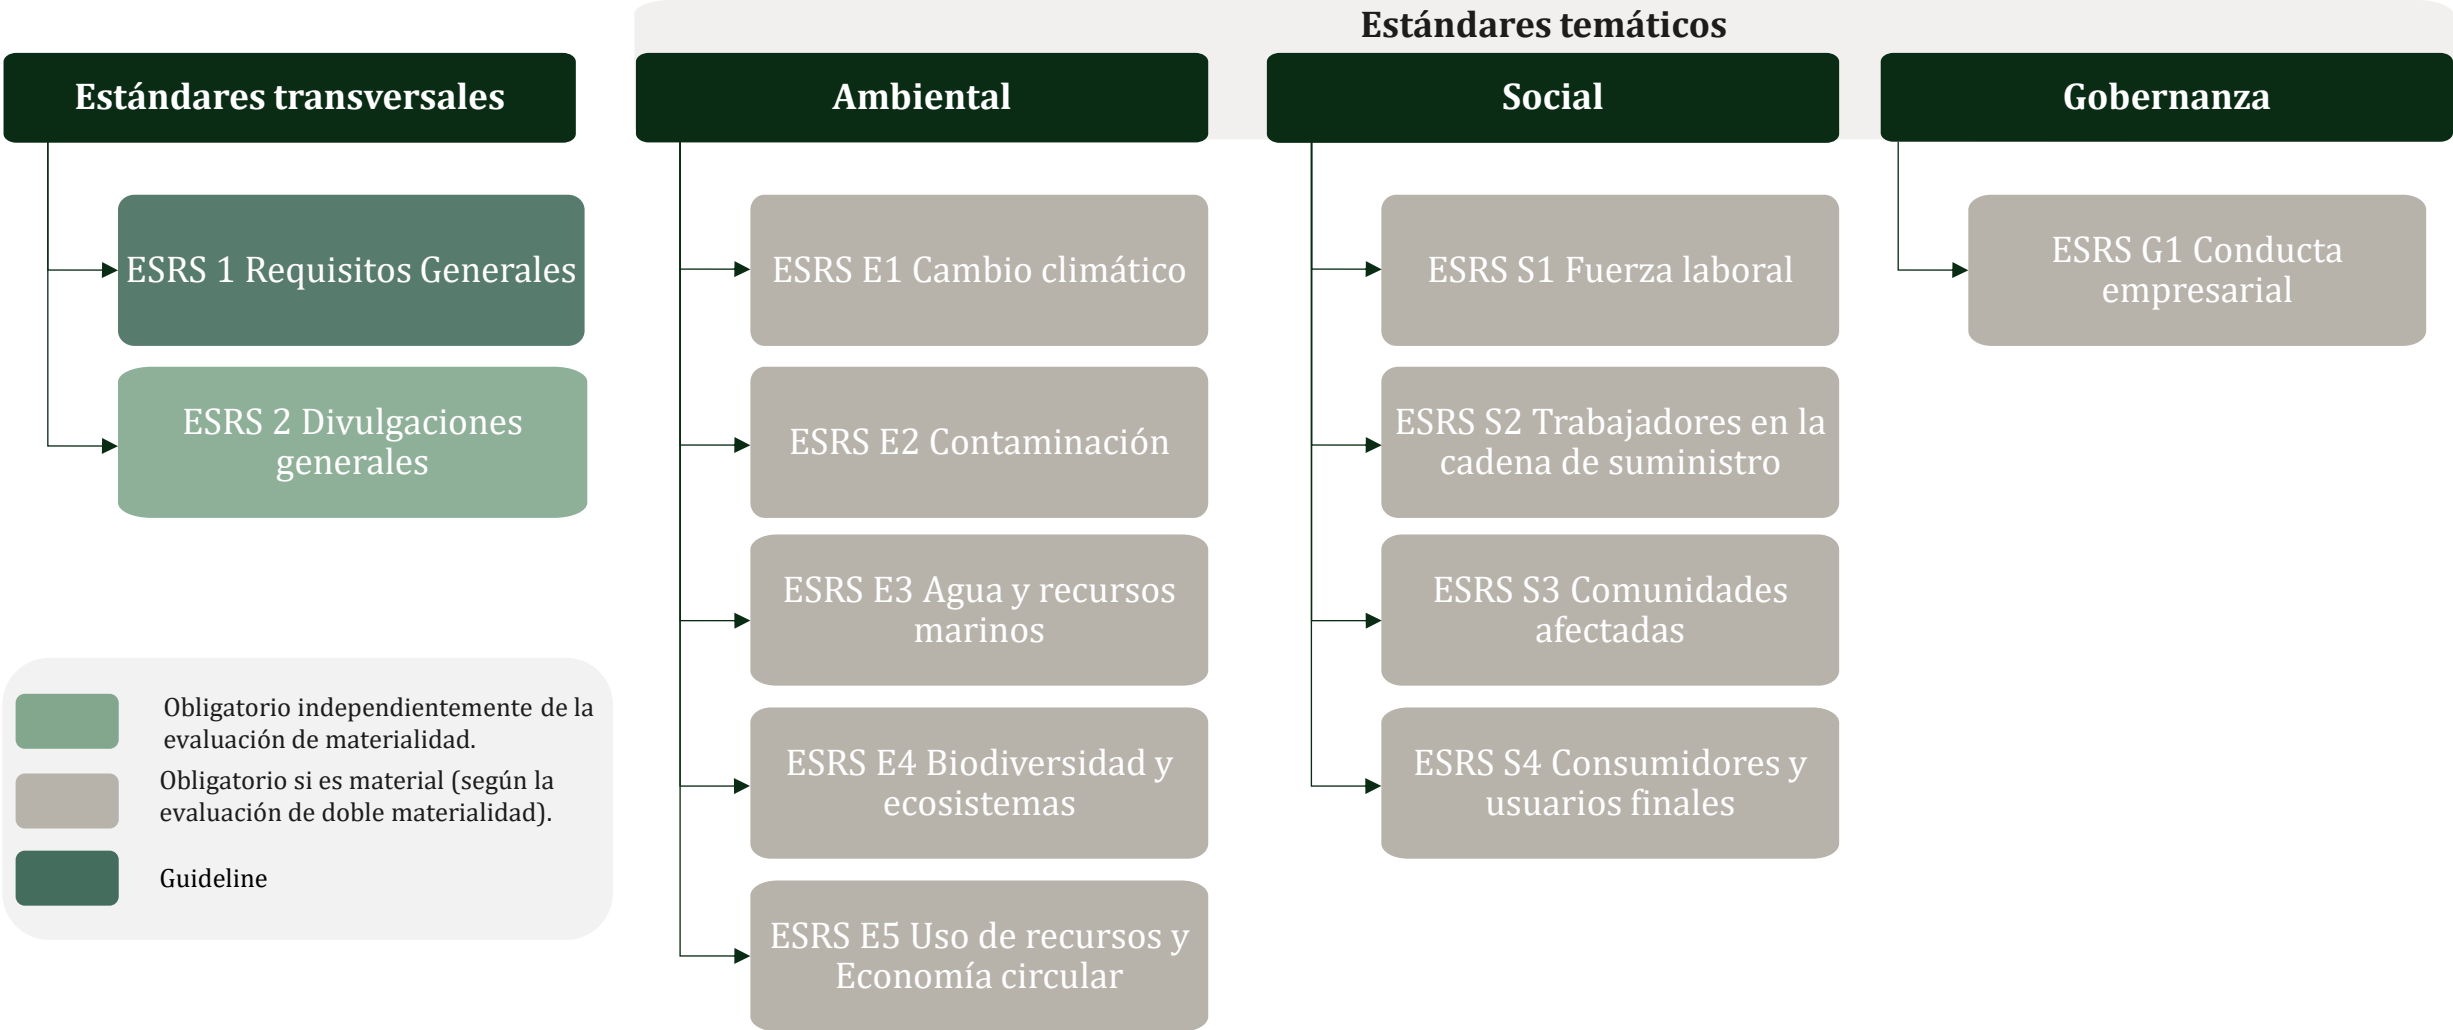 Estándares temáticos
Estándares transversales
ESRS 1 Requisitos Generales
ESRS 2 Divulgaciones
generales
Ambiental
ESRS E1 Cambio climático
ESRS E2 Contaminación
ESRS E3 Agua y recursos
marinos
ESRS E4 Biodiversidad y
ecosistemas
ESRS E5 Uso de recursos y
Economía circular
Social
ESRS S1 Fuerza laboral
ESRS S2 Trabajadores en la
cadena de suministro
ESRS S3 Comunidades
afectadas
ESRS S4 Consumidores y
usuarios finales
Gobernanza
ESRS G1 Conducta
empresarial
Obligatorio independientemente de la
evaluación de materialidad.
Obligatorio si es material (según la
evaluación de doble materialidad).
Guideline